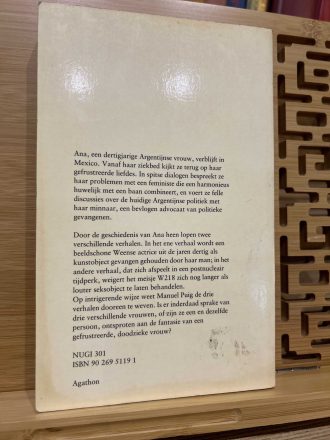 Ana, een dertigjarige Argentijnse vrouw, verblijft in
Mexico. Vanaf haar ziekbed kijkt ze terug op haar
gefrustreerde liefdes. In spitse dialogen bespreekt ze
haar problemen met een feministe die een harmonieus
huwelijk met een baan combineert, en voert ze felle
discussies over de huidige Argentijnse politiek met
haar minnaar, een bevlogen advocaat van politieke
gevangenen.
Door de geschiedenis van Ana heen lopen twee
verschillende verhalen. In het ene verhaal wordt een
beeldschone Weense actrice uit de jaren dertig als
kunstobject gevangen gehouden door haar man; in het
andere verhaal, dat zich afspeelt in een postnucleair
tijdperk, weigert het meisje W218 zich nog langer als
louter seksobject te laten behandelen.
Op intrigerende wijze weet Manuel Puig de drie
verhalen dooreen te weven. Is er inderdaad sprake van
drie verschillende vrouwen, of zijn ze een en dezelfde
persoon, ontsproten aan de fantasie van een
gefrustreerde, doodzieke vrouw?
NUGI 301
ISBN 90 269 5119 1
Agathon